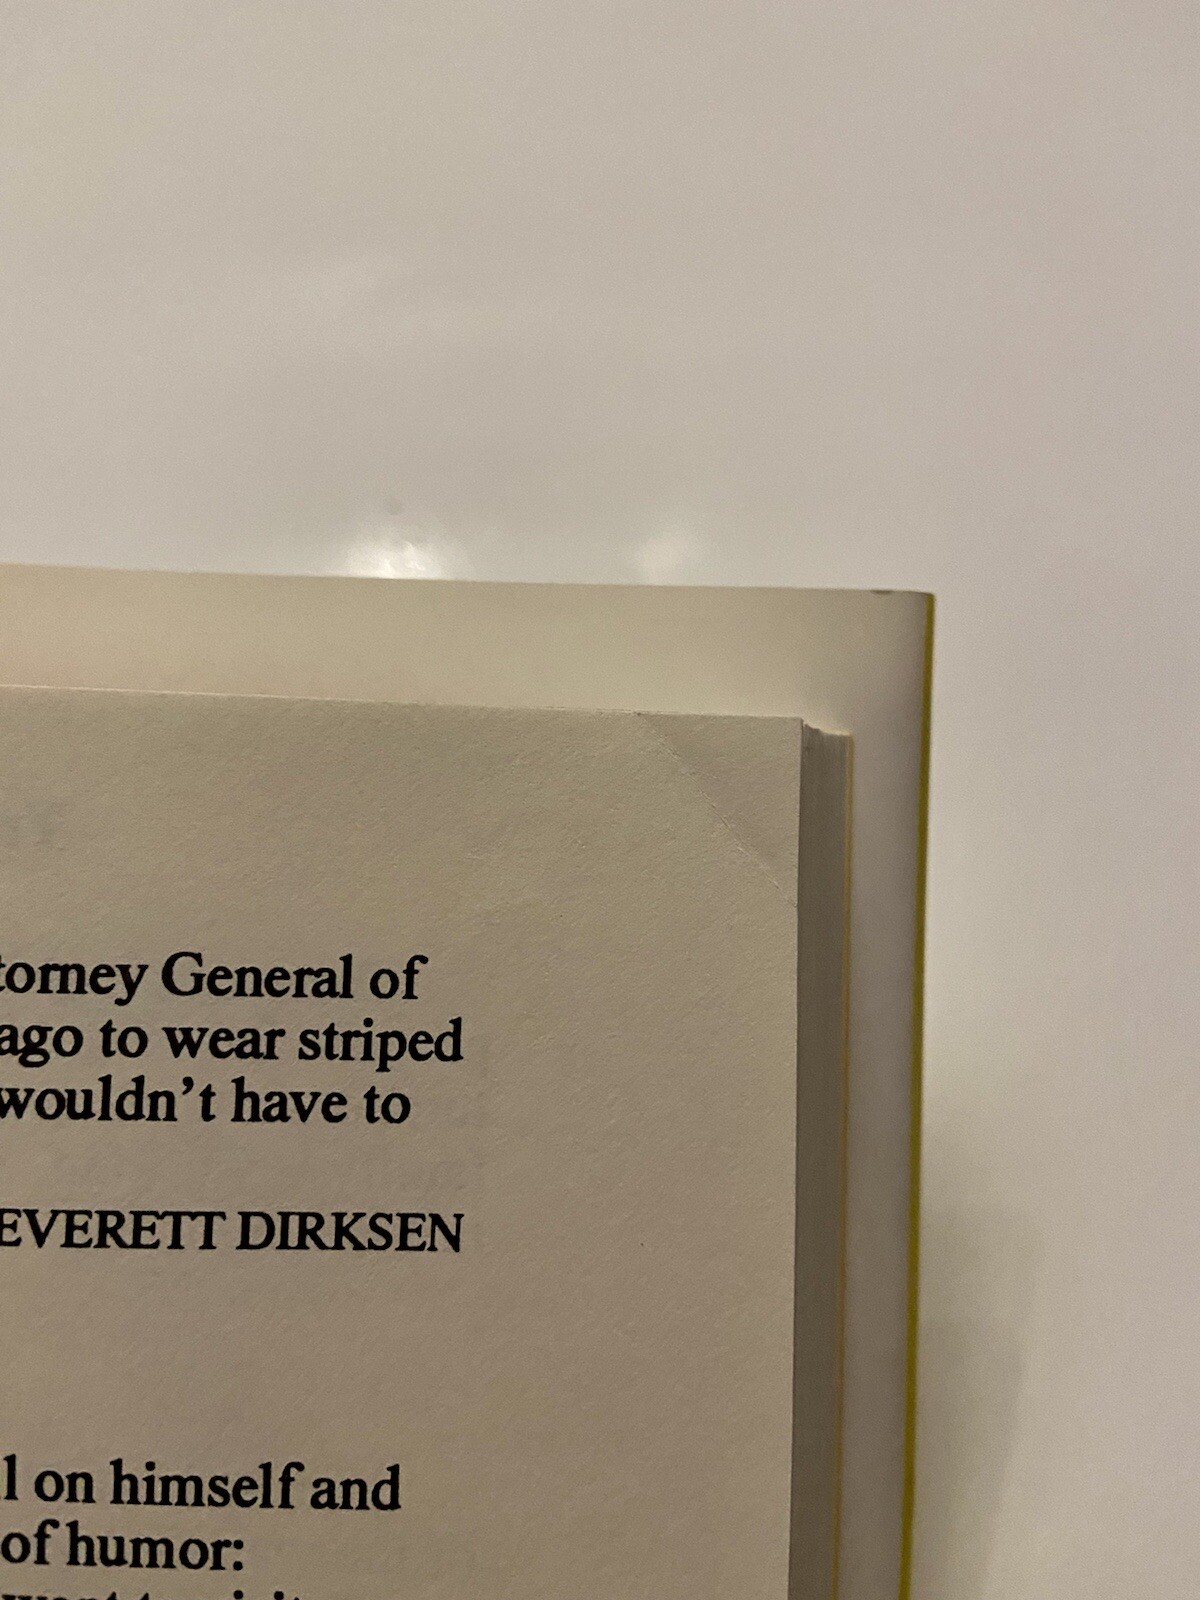 torney General of
ago to wear striped
wouldn't have to
EVERETT DIRKSEN
l on himself and
of humor: